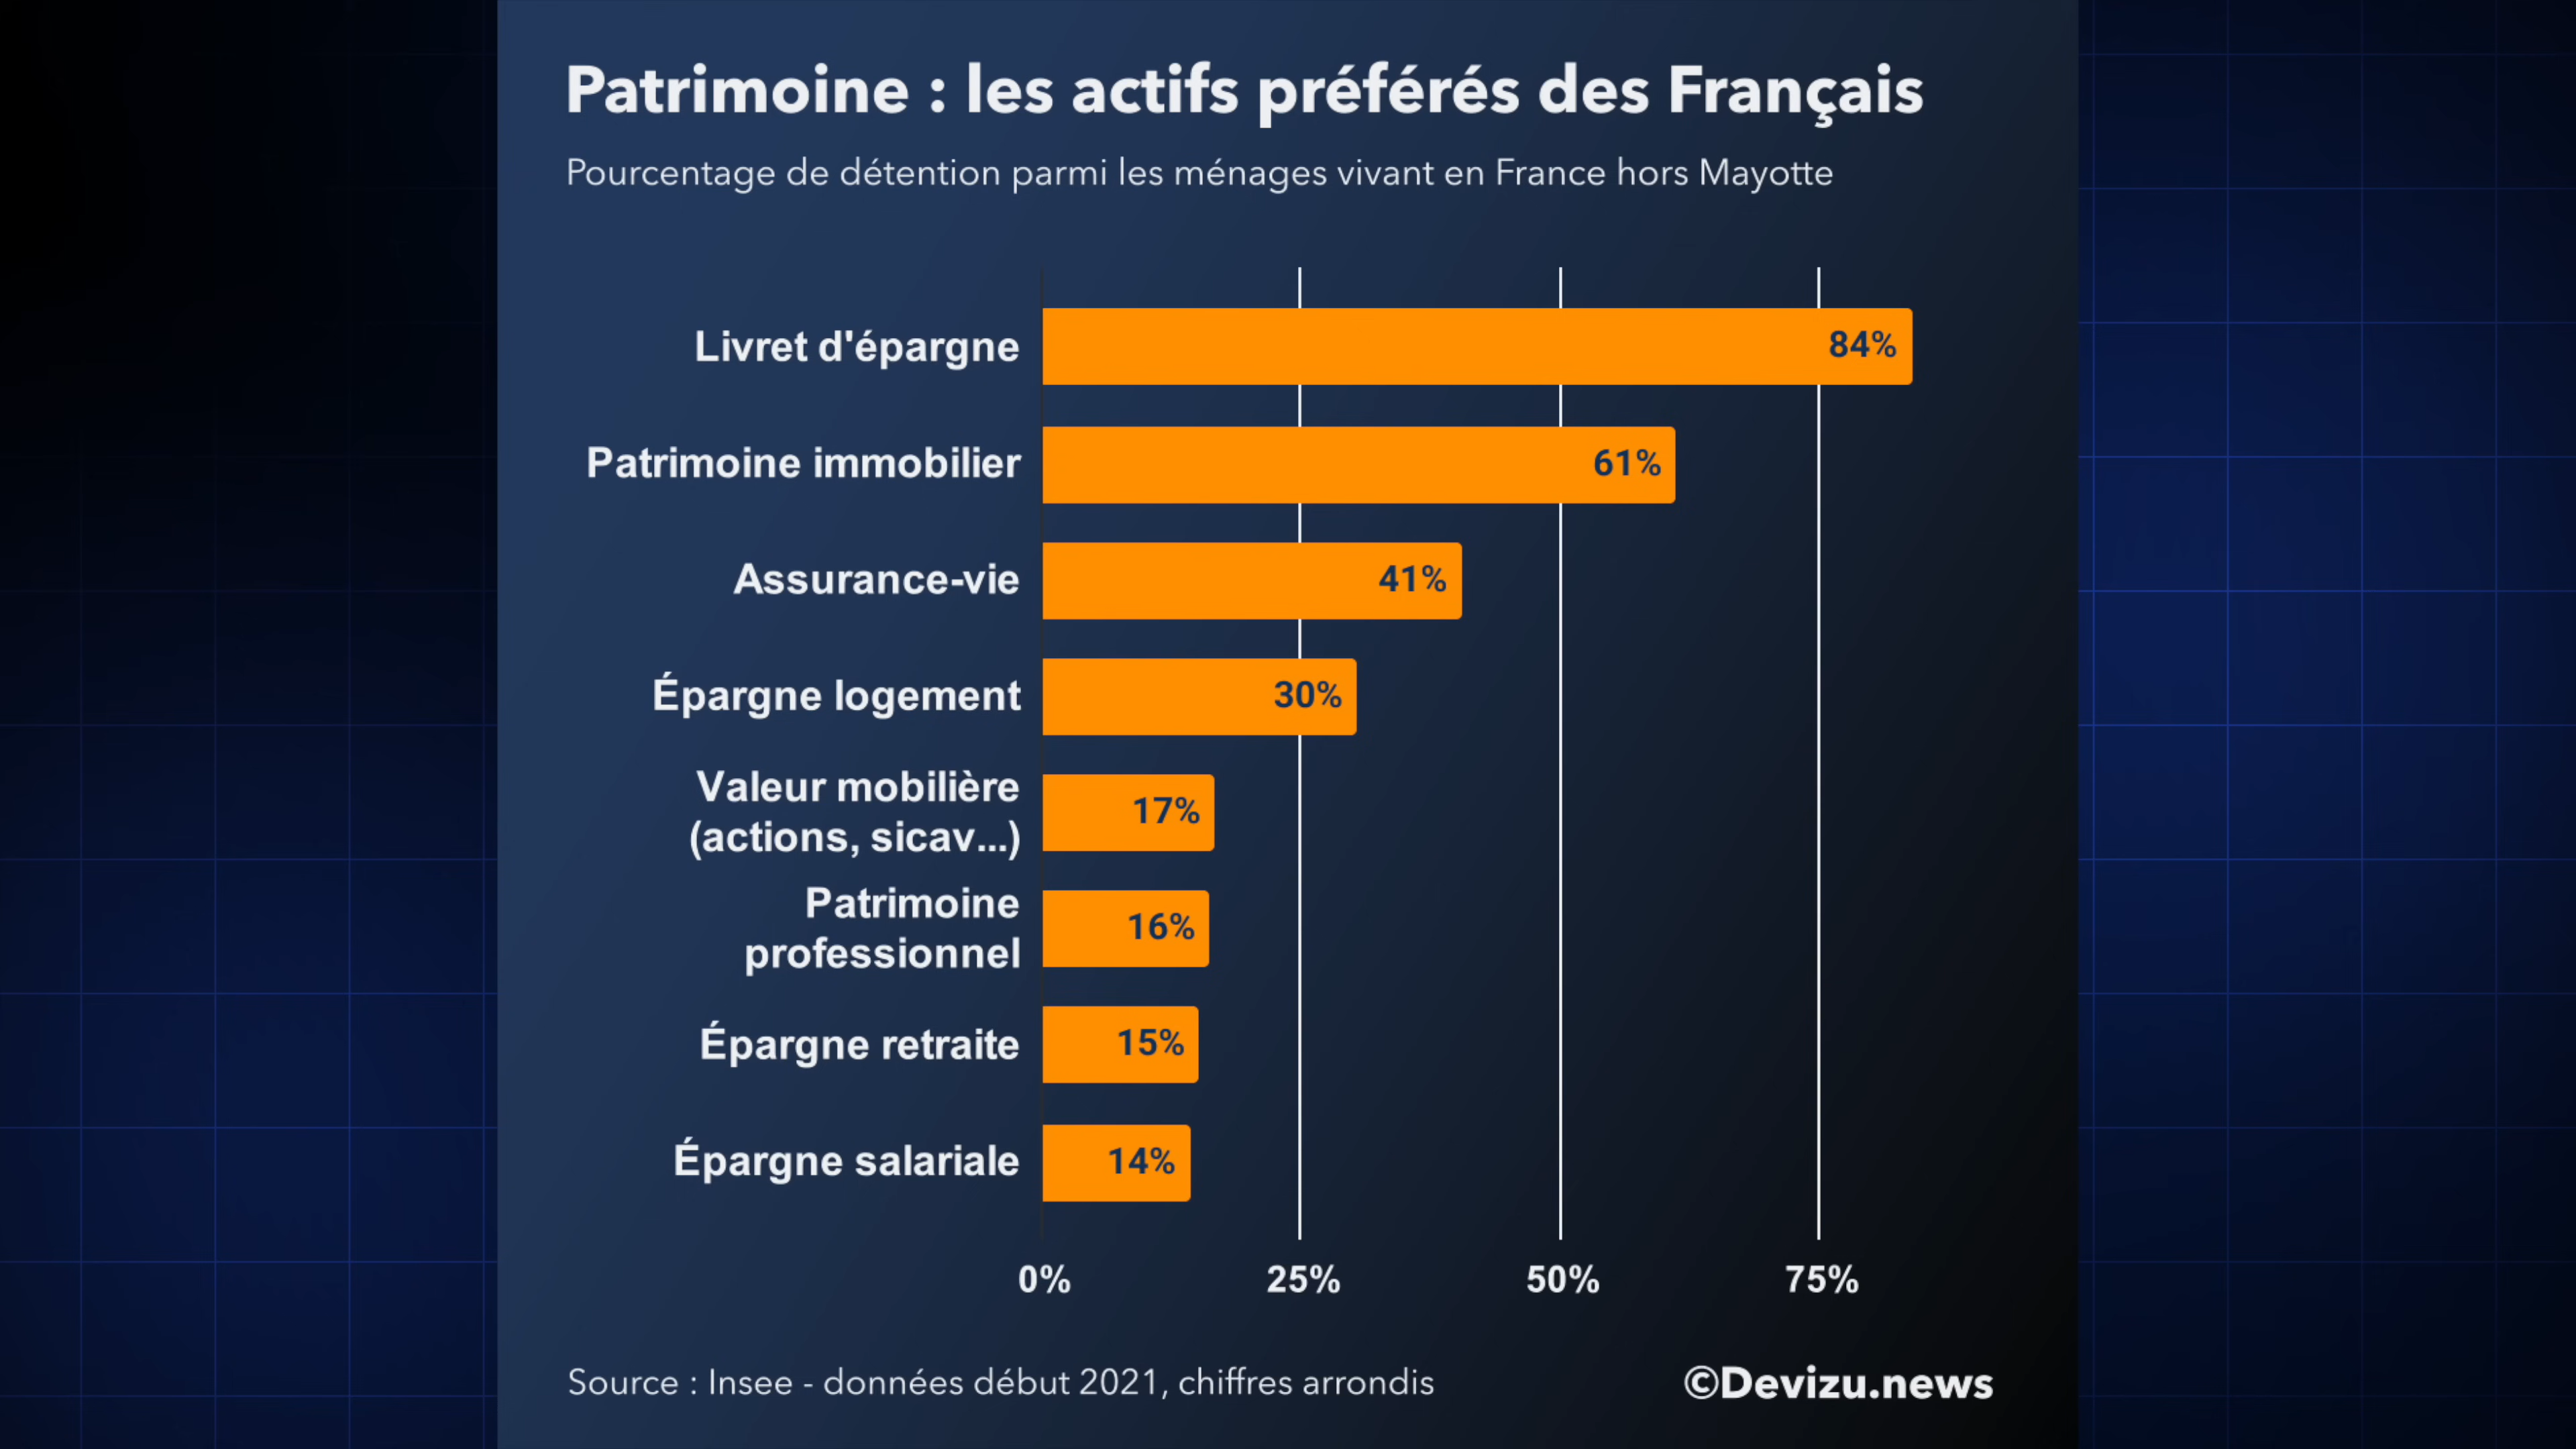 Patrimoine : les actifs préférés des Français
Pourcentage de détention parmi les ménages vivant en France hors Mayotte
Livret d'épargne
84%
Patrimoine immobilier
61%
Assurance-vie
41%
Épargne logement
30%
Valeur mobilière
(actions, sicav...)
17%
Patrimoine
professionnel
16%
Épargne retraite
15%
Épargne salariale
14%
0% 25% 50% 75%
Source : Insee - données début 2021, chiffres arrondis
©Devizu.news